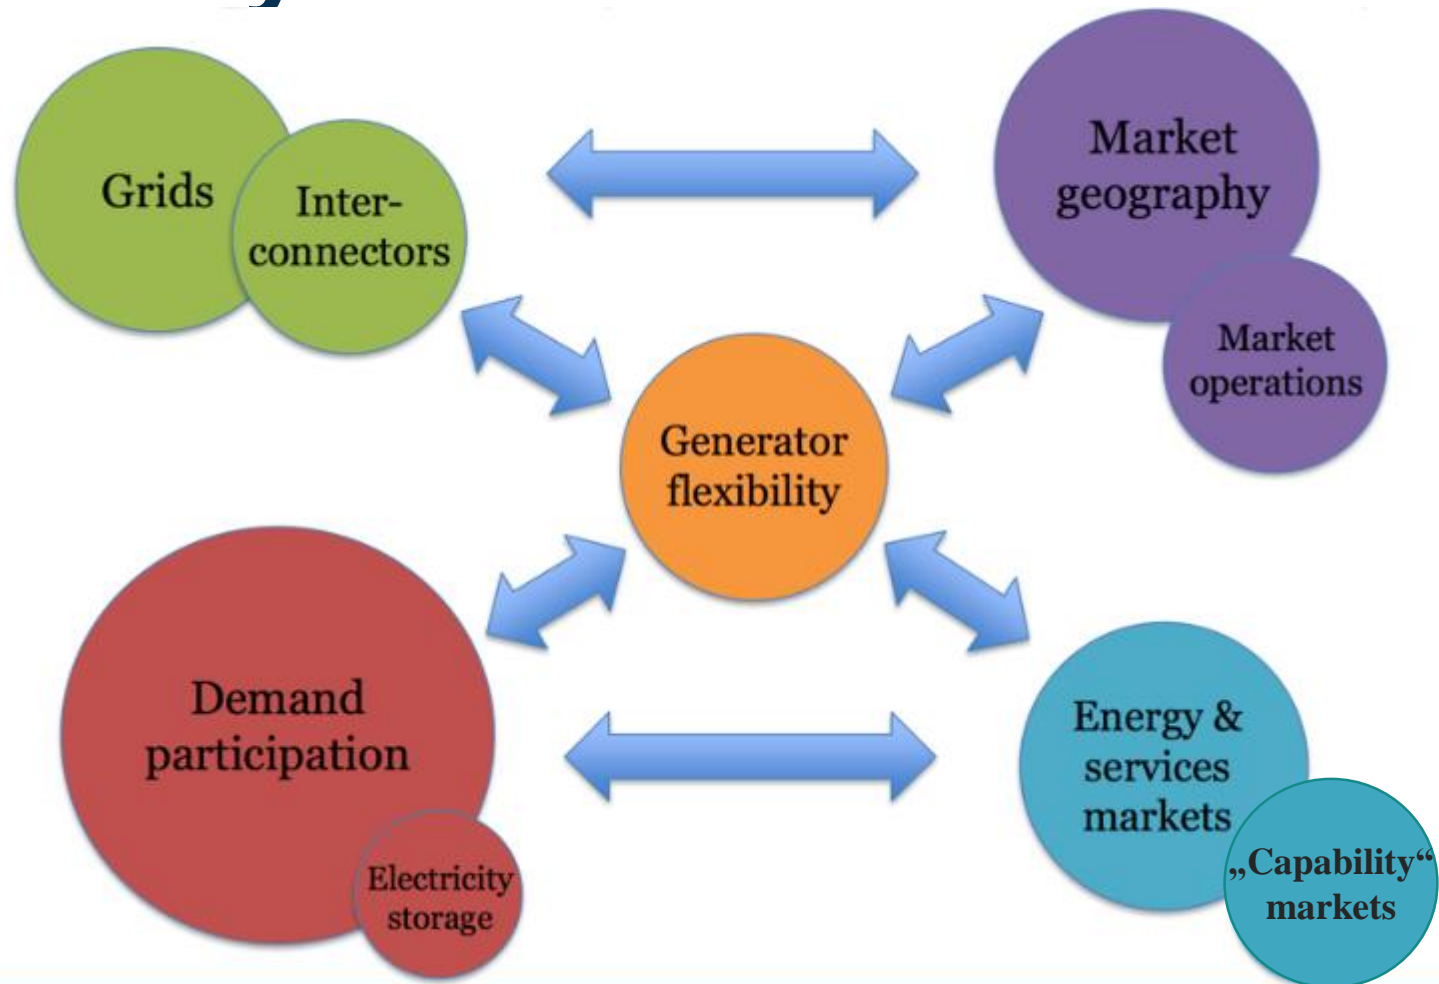 Grids
Inter-
connectors
Market
geography
Market
operations
Generator
flexibility
Demand
participation
Electricity
storage
Energy &
services
markets
„Capability“
markets